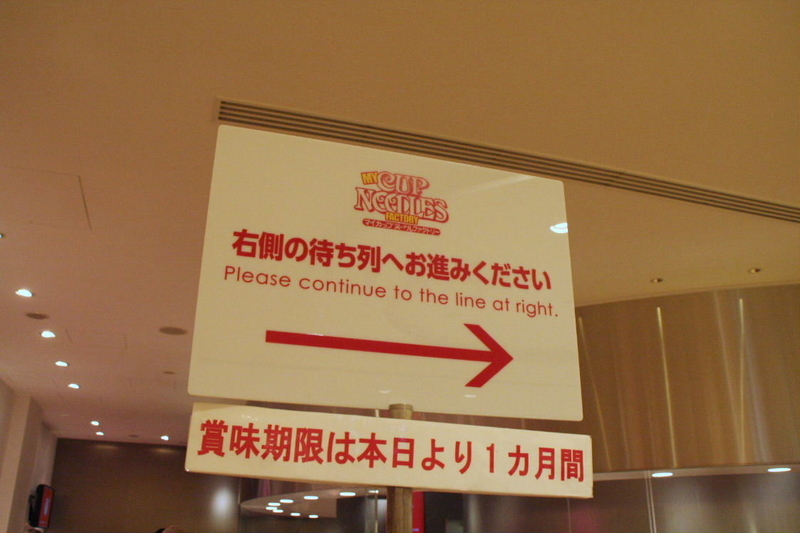 MY
CUP
NOODLES
FACTORY
マイカップヌードルファクトリー
右側の待ち列へお進みください
Please continue to the line at right.
賞味期限は本日より1カ月間